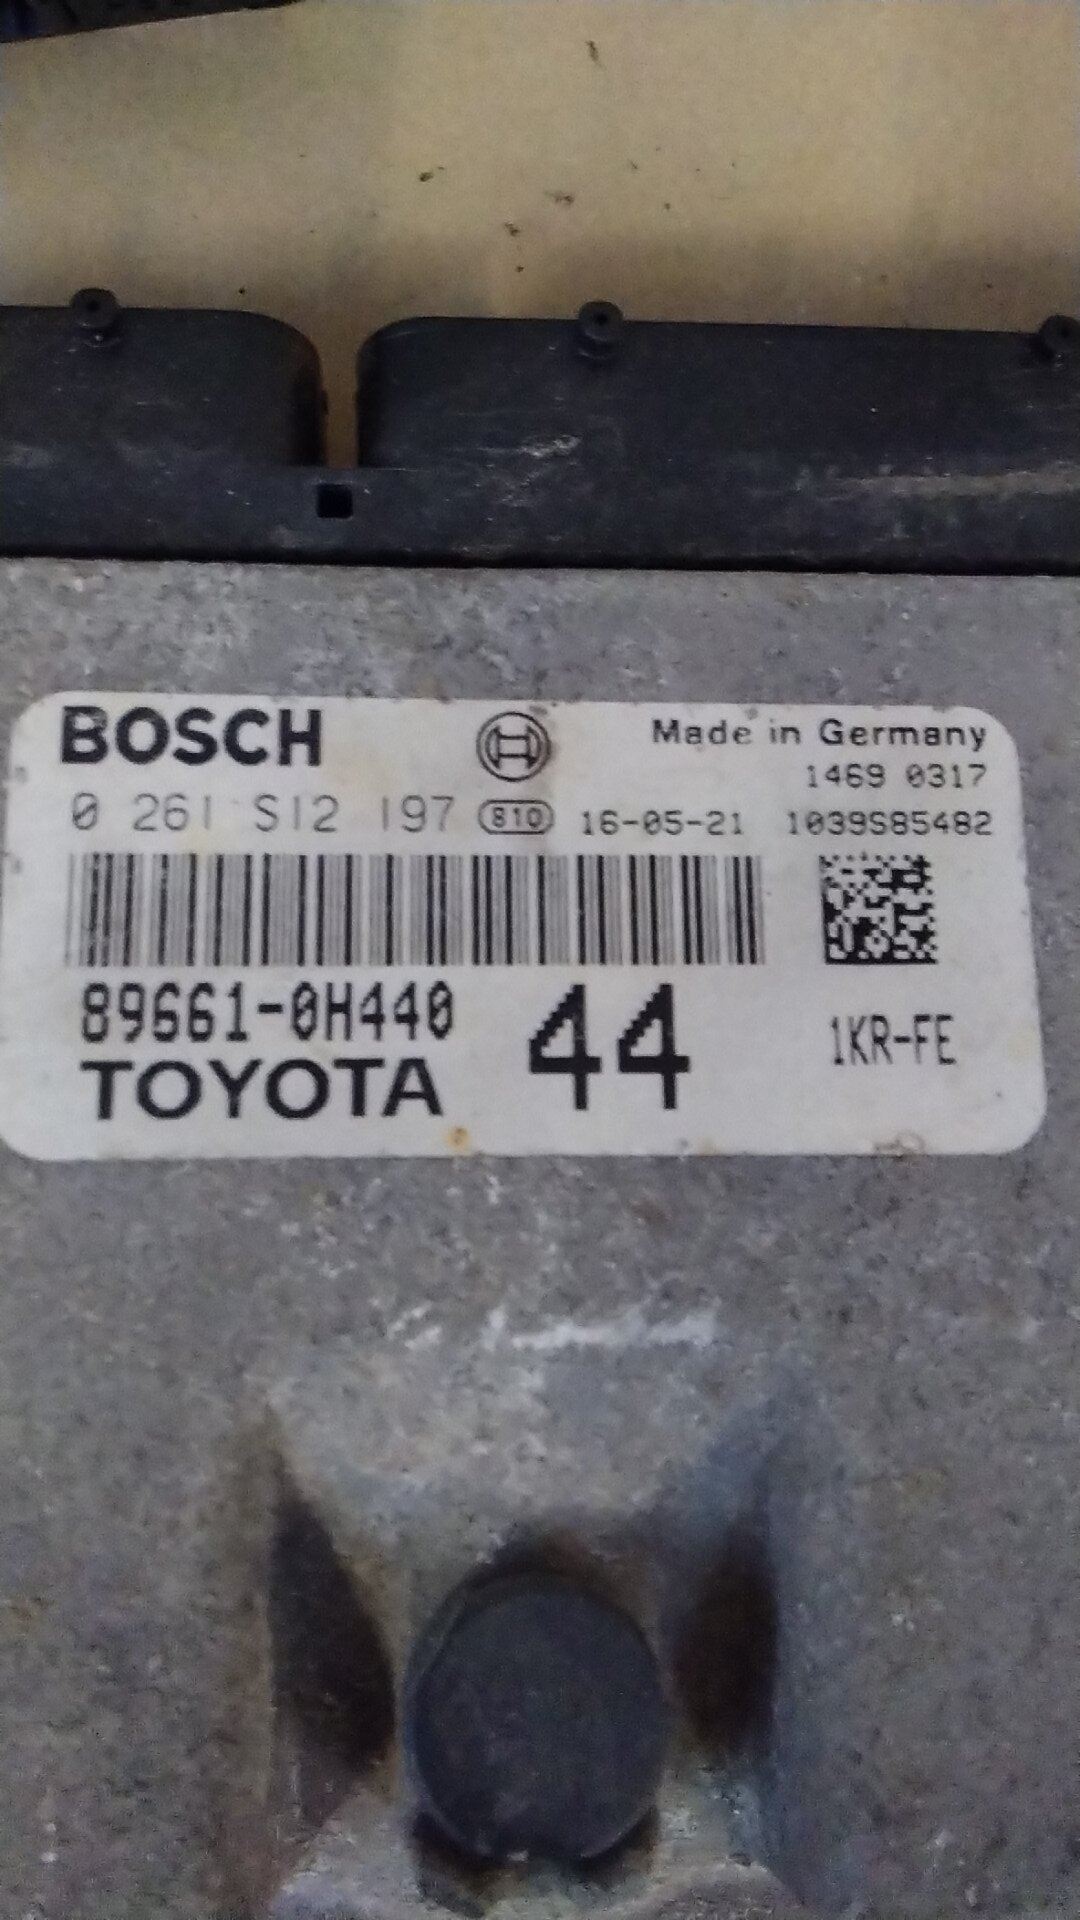 BOSCH
Made in Germany
1469 0317
0 261 S12 197 810 16-05-21 1039S85482
89661-0H440 44 1KR-FE
TOYOTA